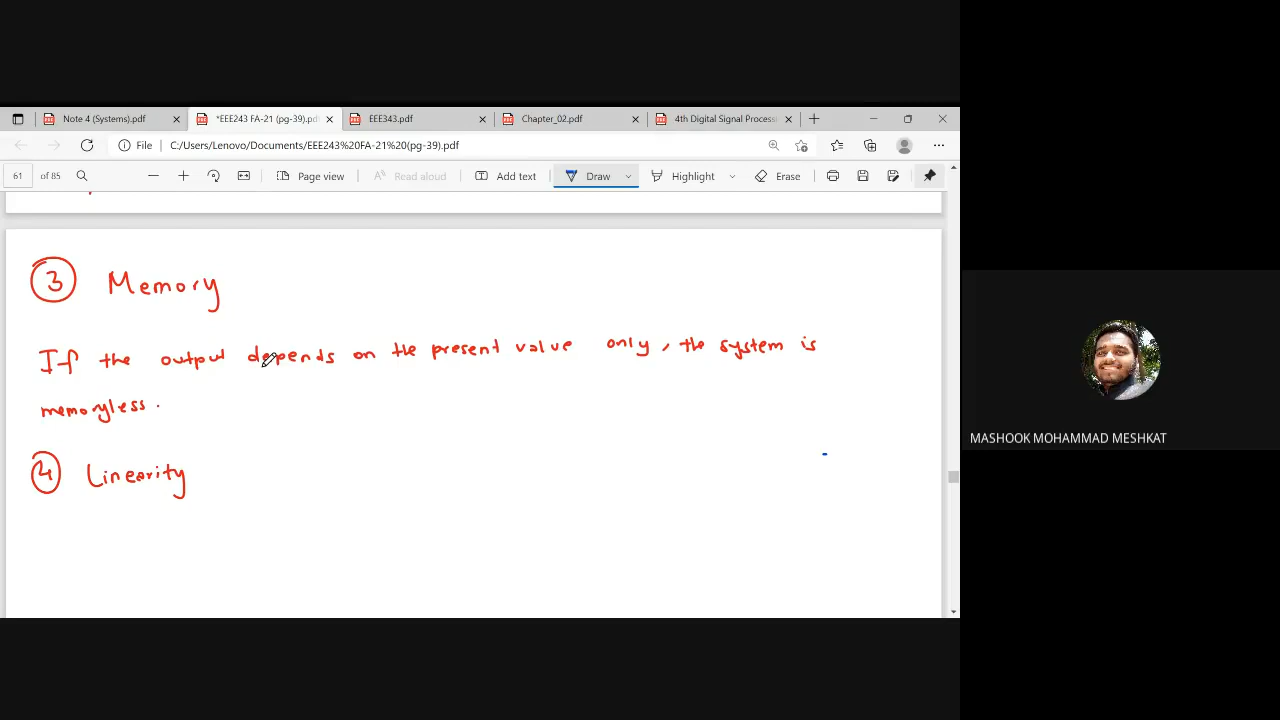 Note 4 (Systems).pdf
*EEE243 FA-21 (pg-39).pd
EEE343.pdf
Chapter_02.pdf
4th Digital Signal Process
File C:/Users/Lenovo/Documents/EEE243%20FA-21%20(pg-39).pdf
61 of 85 Page view Read aloud Add text Draw Highlight Erase
3 Memory
If the output depends on the present value only, the system is
memoryless.
4 Linearity
MASHOOK MOHAMMAD MESHKAT